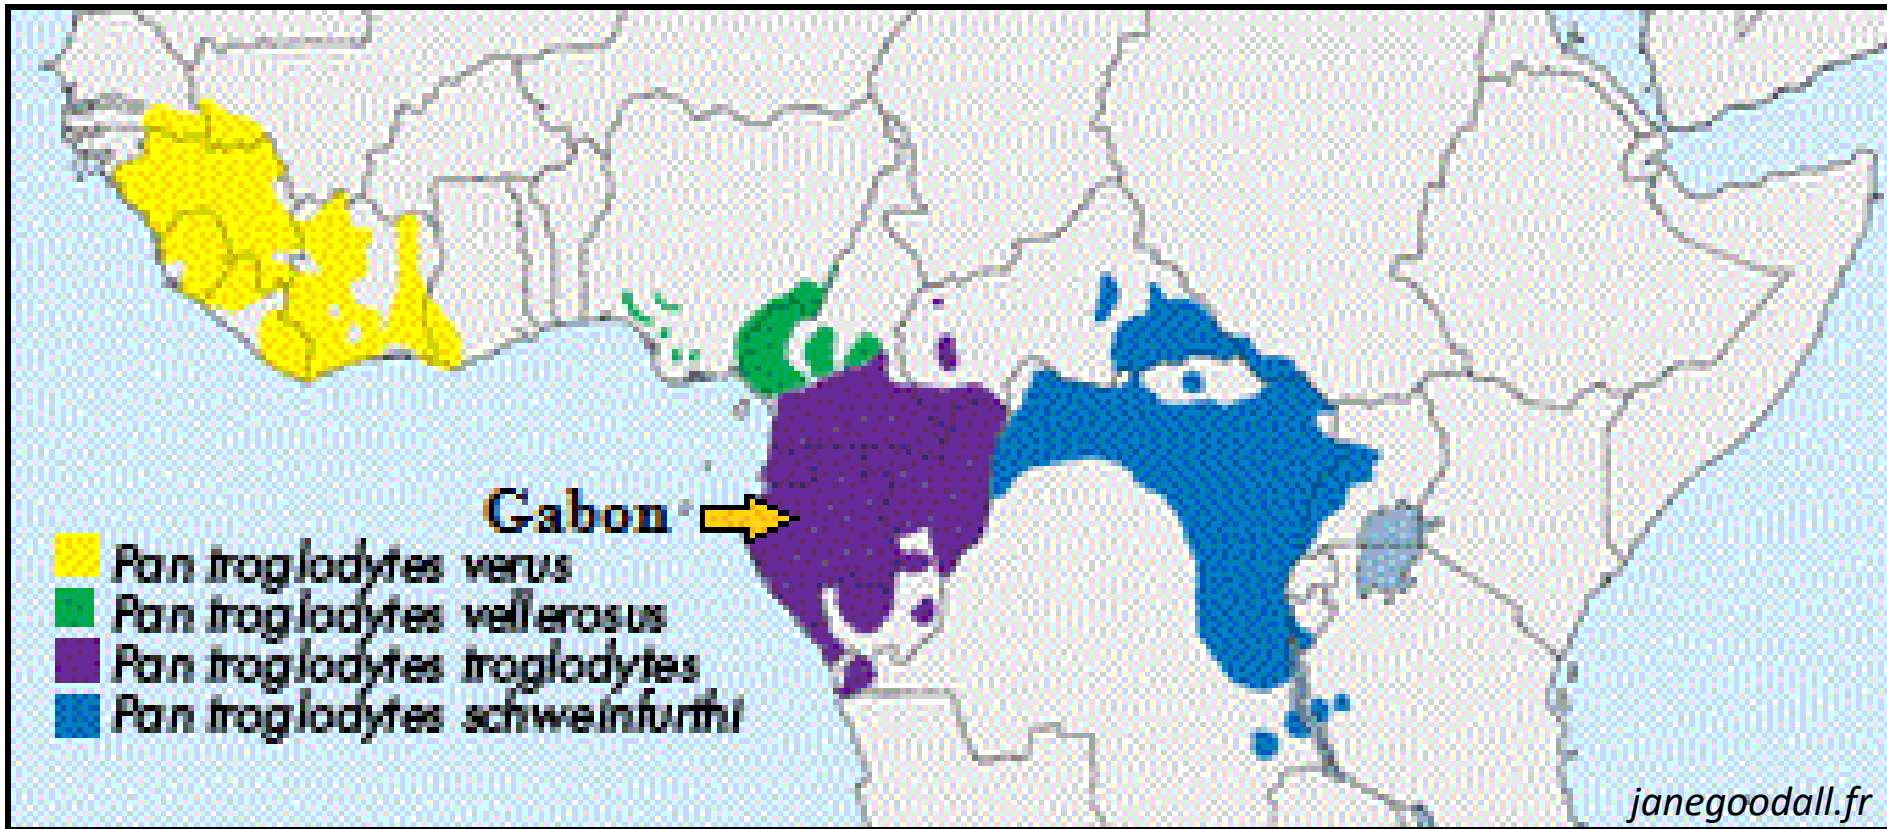 Gabon
Pan troglodytes verus
Pan troglodytes vellerosus
Pan troglodytes troglodytes
Pan troglodytes schweinfurthi
janegoodall.fr